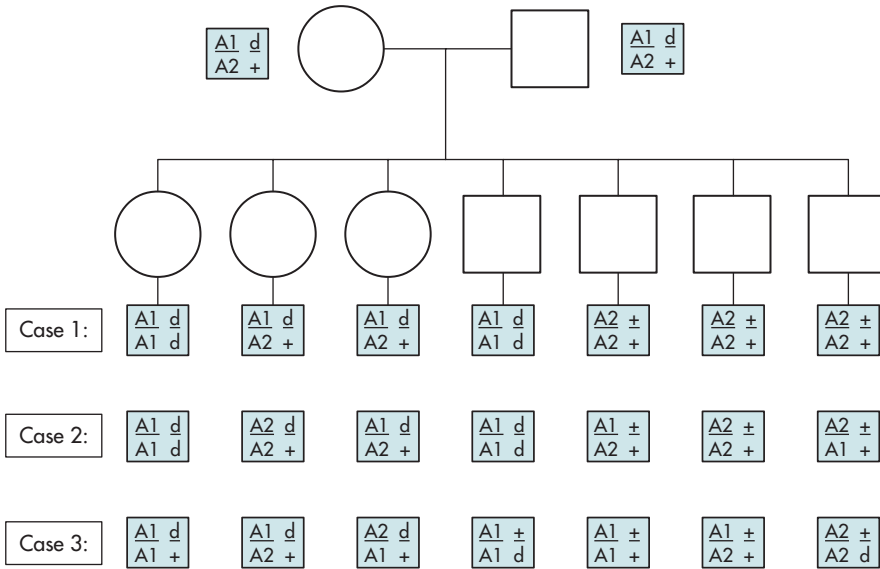 A1 d
A2 +
A1 d
A2 +
Case 1:
A1 d
A1 d
A1 d
A2 +
A1 d
A2 +
A1 d
A1 d
A2 +
A2 +
A2 +
A2 +
A2 +
A2 +
Case 2:
A1 d
A1 d
A2 d
A2 +
A1 d
A2 +
A1 d
A1 d
A1 +
A2 +
A2 +
A2 +
A2 +
A1 +
Case 3:
A1 d
A1 +
A1 d
A2 +
A2 d
A1 +
A1 +
A1 d
A1 +
A1 +
A1 +
A2 +
A2 +
A2 d